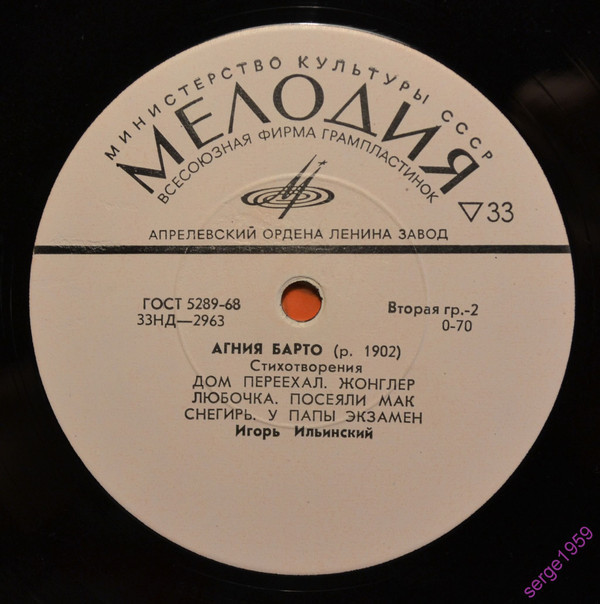 МИНИСТЕРСТВО КУЛЬТУРЫ СССР
МЕЛОДИЯ
ВСЕСОЮЗНАЯ ФИРМА ГРАМПЛАСТИНОК
▽33
АПРЕЛЕВСКИЙ ОРДЕНА ЛЕНИНА ЗАВОД
ГОСТ 5289-68
33НД—2963
Вторая гр.-2
0-70
АГНИЯ БАРТО (р. 1902)
Стихотворения
ДОМ ПЕРЕЕХАЛ. ЖОНГЛЕР
ЛЮБОЧКА. ПОСЕЯЛИ МАК
СНЕГИРЬ. У ПАПЫ ЭКЗАМЕН
Игорь Ильинский
serge1959